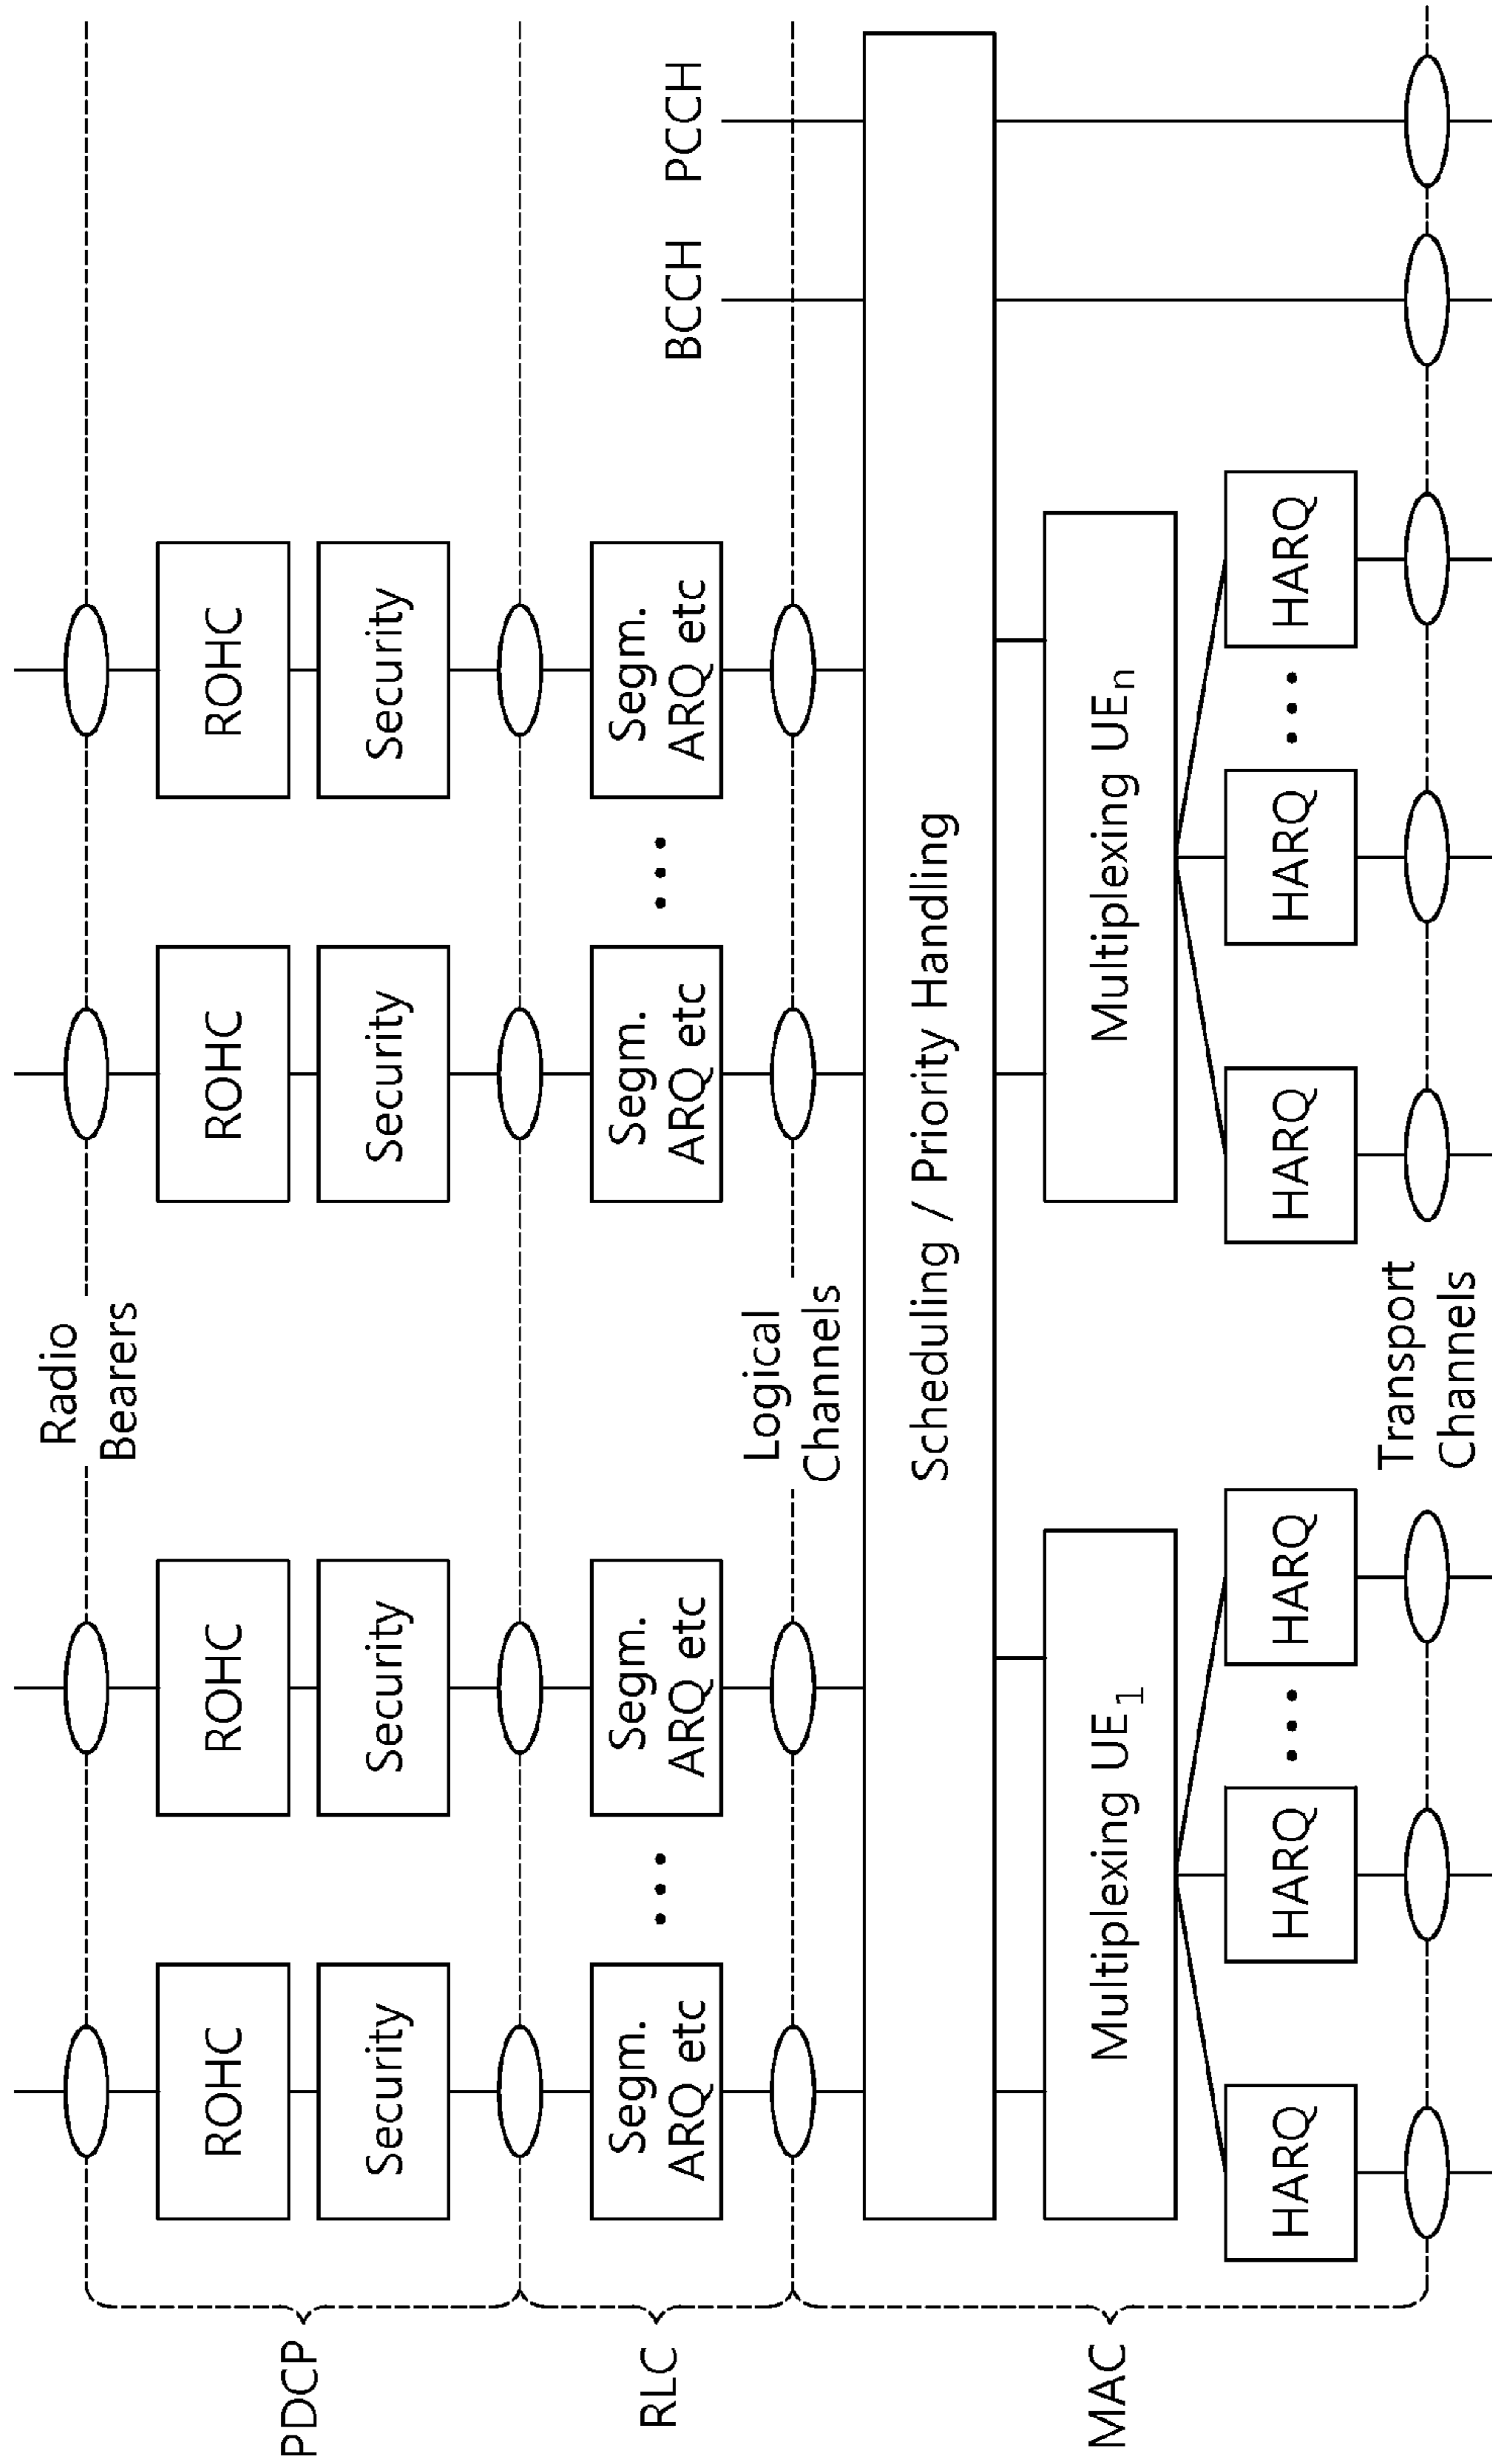 Radio
Bearers
PDCP
ROHC
ROHC
ROHC
ROHC
Security
Security
Security
Security
RLC
Segm.
ARQ etc
...
Segm.
ARQ etc
Segm.
ARQ etc
...
Segm.
ARQ etc
BCCH
PCCH
Logical
Channels
MAC
Scheduling / Priority Handling
Multiplexing UE1
Multiplexing UEn
HARQ
HARQ
...
HARQ
HARQ
HARQ
...
HARQ
Transport
Channels